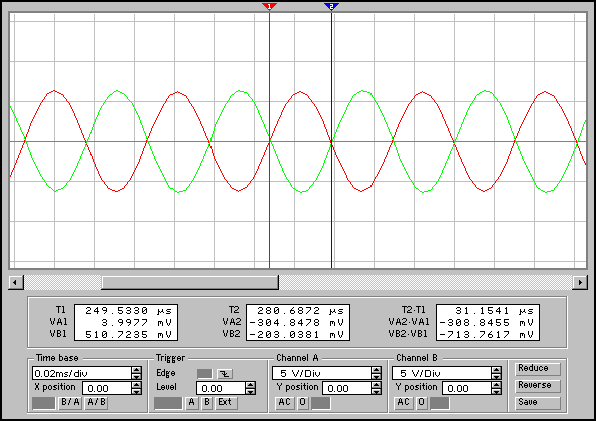 1 2
T1 249.5330 µs T2 280.6872 µs T2-T1 31.1541 µs
VA1 3.9977 mV VA2 -304.8478 mV VA2-VA1 -308.8455 mV
VB1 510.7235 mV VB2 -203.0381 mV VB2-VB1 -713.7617 mV
Time base Trigger Channel A Channel B
0.02ms/div Edge 5 V/Div 5 V/Div Reduce
X position 0.00 Level 0.00 Y position 0.00 Y position 0.00 Reverse
B/A A/B A B Ext AC 0 AC 0 Save